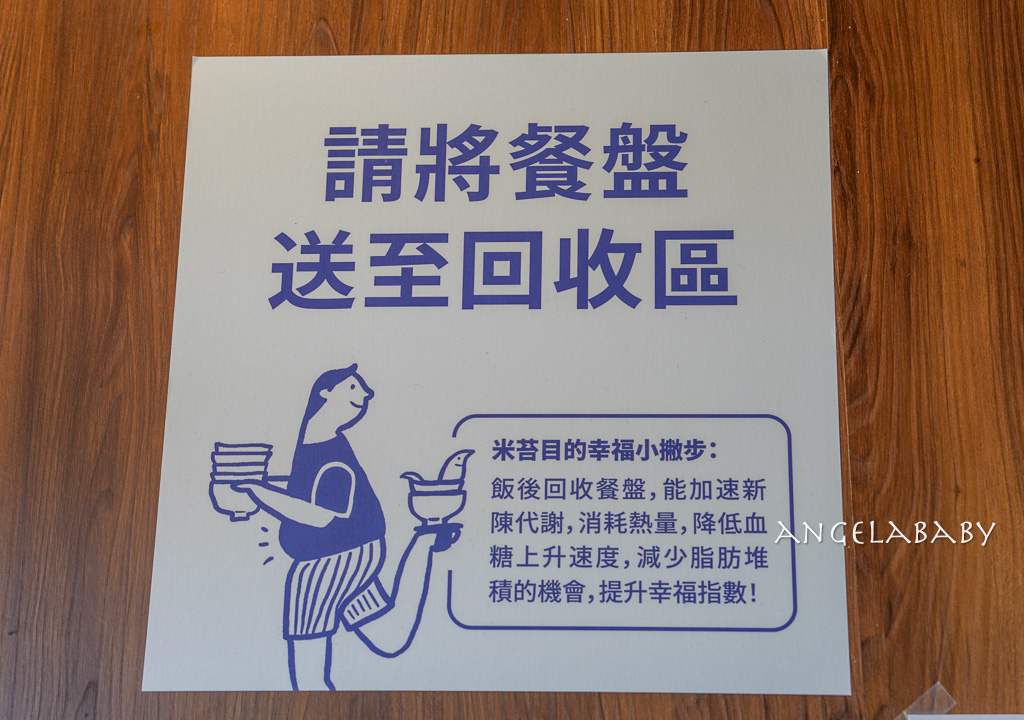 請將餐盤
送至回收區
米苔目的幸福小撇步：
飯後回收餐盤，能加速新
陳代謝，消耗熱量，降低血
糖上升速度，減少脂肪堆
積的機會，提升幸福指數！
ANGELABABY